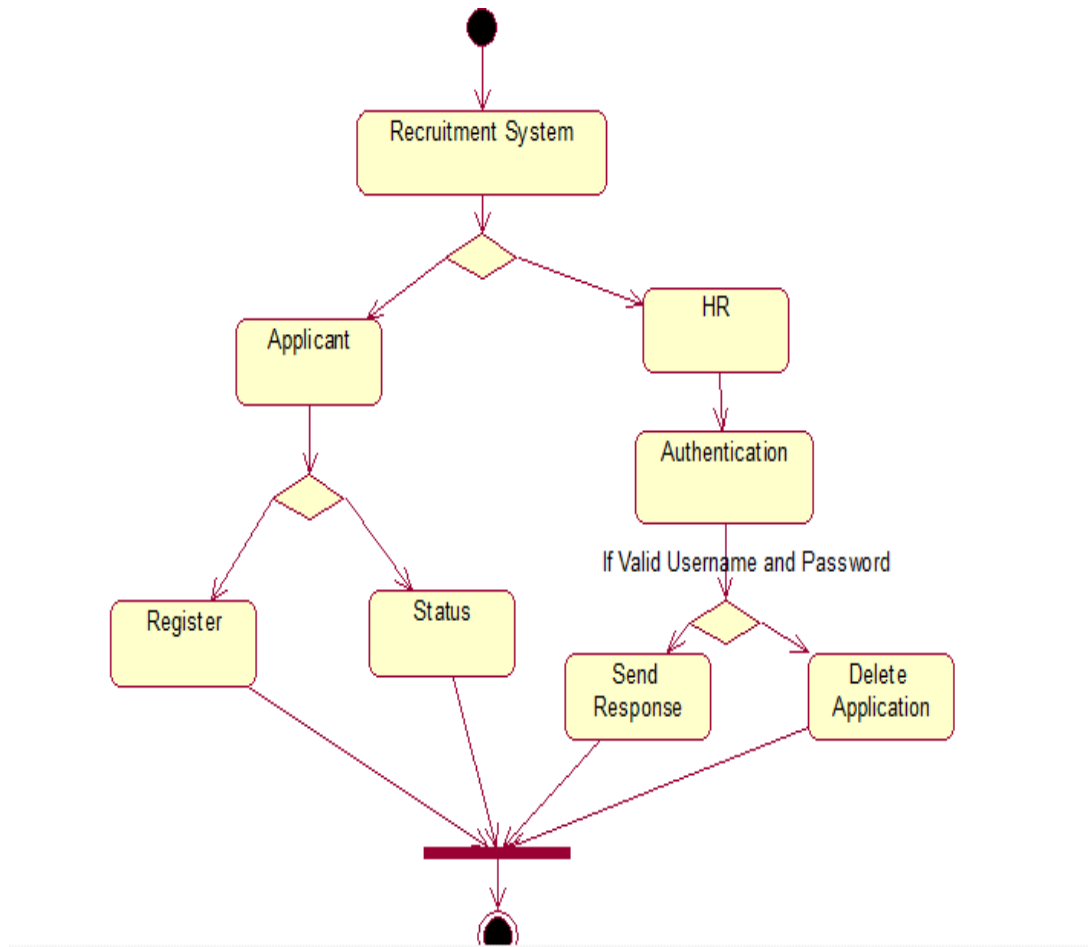 Recruitment System
HR
Applicant
Authentication
If Valid Username and Password
Register
Status
Send
Response
Delete
Application